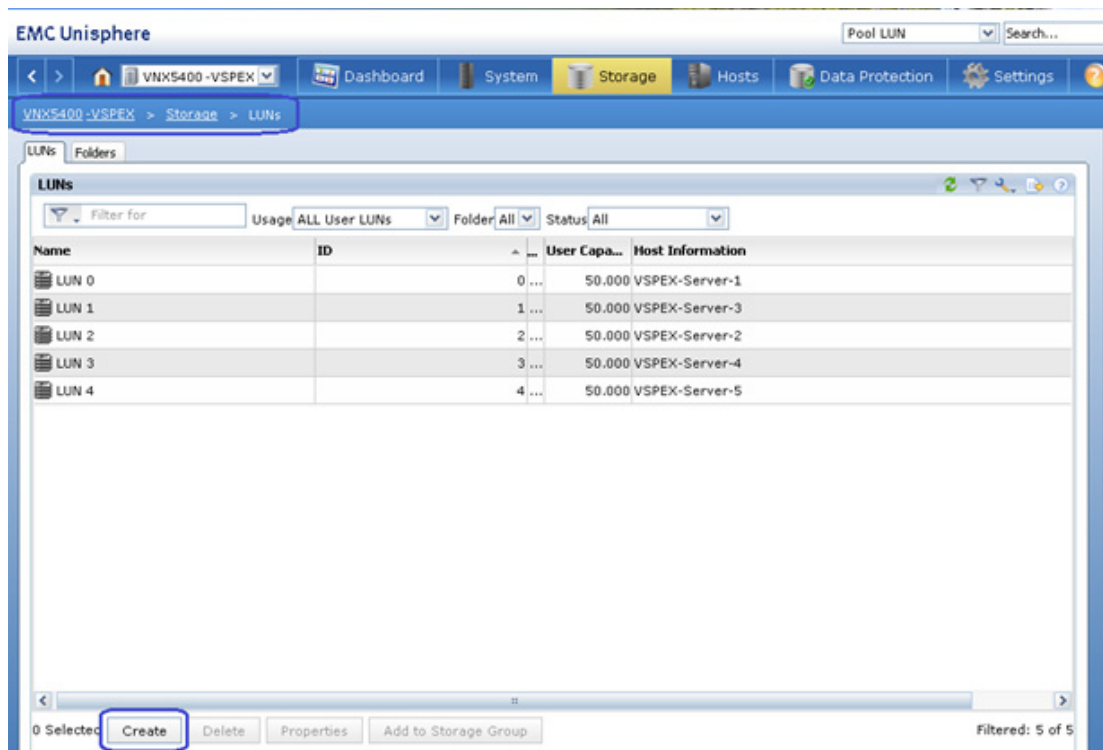 EMC Unisphere
Pool LUN Search...
VNX5400-VSPEX Dashboard System Storage Hosts Data Protection Settings ?
VNX5400-VSPEX > Storage > LUNs
LUNs Folders
LUNs
Filter for Usage ALL User LUNs Folder All Status All
Name ID ... User Capa... Host Information
LUN 0 0 ... 50.000 VSPEX-Server-1
LUN 1 1 ... 50.000 VSPEX-Server-3
LUN 2 2 ... 50.000 VSPEX-Server-2
LUN 3 3 ... 50.000 VSPEX-Server-4
LUN 4 4 ... 50.000 VSPEX-Server-5
0 Selected Create Delete Properties Add to Storage Group Filtered: 5 of 5